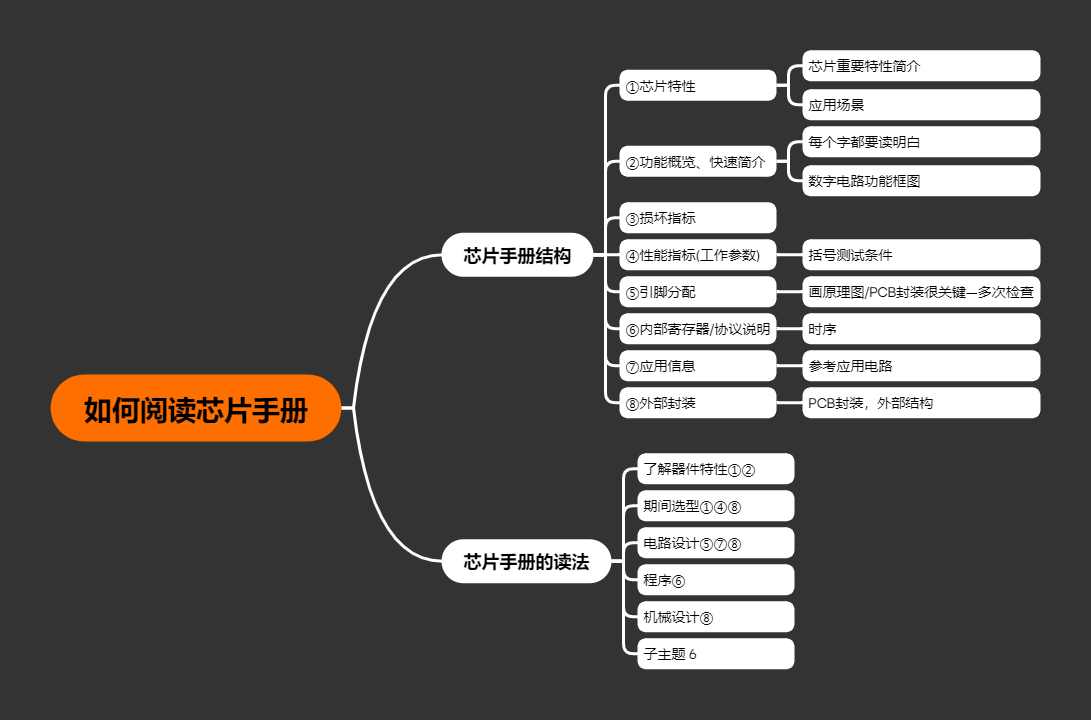 如何阅读芯片手册
芯片手册结构
①芯片特性
芯片重要特性简介
应用场景
②功能概览、快速简介
每个字都要读明白
数字电路功能框图
③损坏指标
④性能指标(工作参数)
括号测试条件
⑤引脚分配
画原理图/PCB封装很关键—多次检查
⑥内部寄存器/协议说明
时序
⑦应用信息
参考应用电路
⑧外部封装
PCB封装，外部结构
芯片手册的读法
了解器件特性①②
期间选型①④⑧
电路设计⑤⑦⑧
程序⑥
机械设计⑧
子主题 6